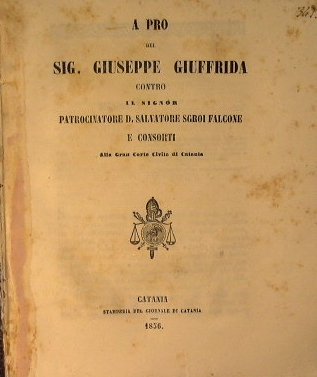 A PRO
DEL
SIG. GIUSEPPE GIUFFRIDA
CONTRO
IL SIGNOR
PATROCINATORE D. SALVATORE SGROI FALCONE
E CONSORTI
Alla Gran Corte Civile di Catania
CATANIA
STAMPERIA DEL GIORNALE DI CATANIA
1856.